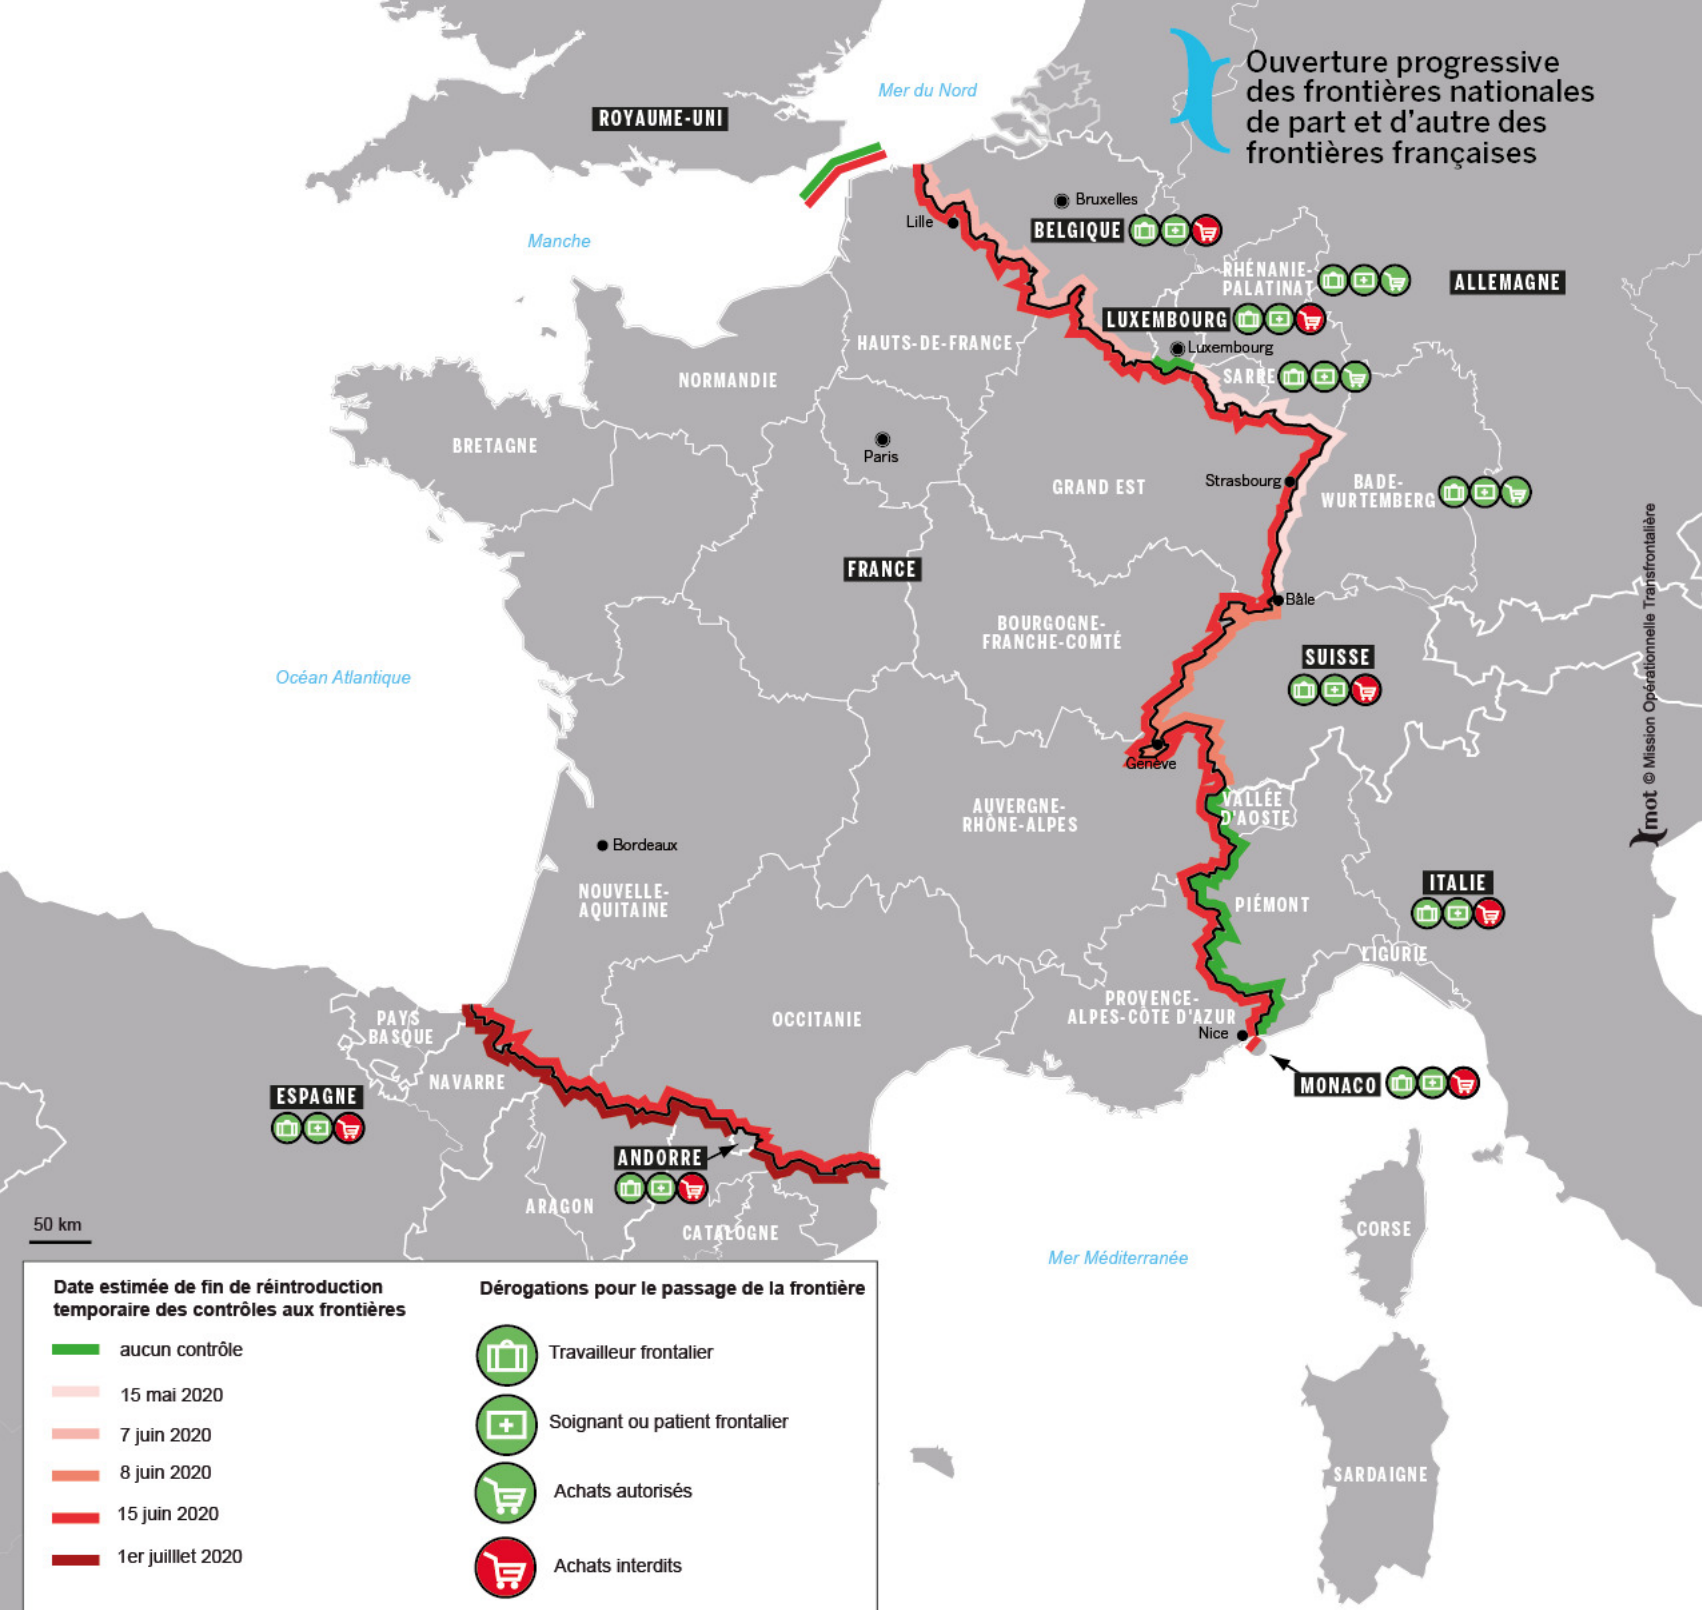 Ouverture progressive
des frontières nationales
de part et d'autre des
frontières françaises
Mer du Nord
ROYAUME-UNI
Manche
Bruxelles
Lille
BELGIQUE
RHÉNANIE-
PALATINAT
ALLEMAGNE
LUXEMBOURG
Luxembourg
HAUTS-DE-FRANCE
SARRE
NORMANDIE
BRETAGNE
Paris
GRAND EST
Strasbourg
BADE-
WURTEMBERG
FRANCE
Bâle
BOURGOGNE-
FRANCHE-COMTÉ
SUISSE
Océan Atlantique
Genève
VALLÉE
D'AOSTE
AUVERGNE-
RHÔNE-ALPES
Bordeaux
NOUVELLE-
AQUITAINE
PIÉMONT
ITALIE
LIGURIE
PROVENCE-
ALPES-CÔTE D'AZUR
Nice
OCCITANIE
PAYS
BASQUE
NAVARRE
ESPAGNE
MONACO
ANDORRE
ARAGON
CATALOGNE
CORSE
Mer Méditerranée
SARDAIGNE
mot © Mission Opérationnelle Transfrontalière
50 km
Date estimée de fin de réintroduction
temporaire des contrôles aux frontières
aucun contrôle
15 mai 2020
7 juin 2020
8 juin 2020
15 juin 2020
1er juilllet 2020
Dérogations pour le passage de la frontière
Travailleur frontalier
Soignant ou patient frontalier
Achats autorisés
Achats interdits